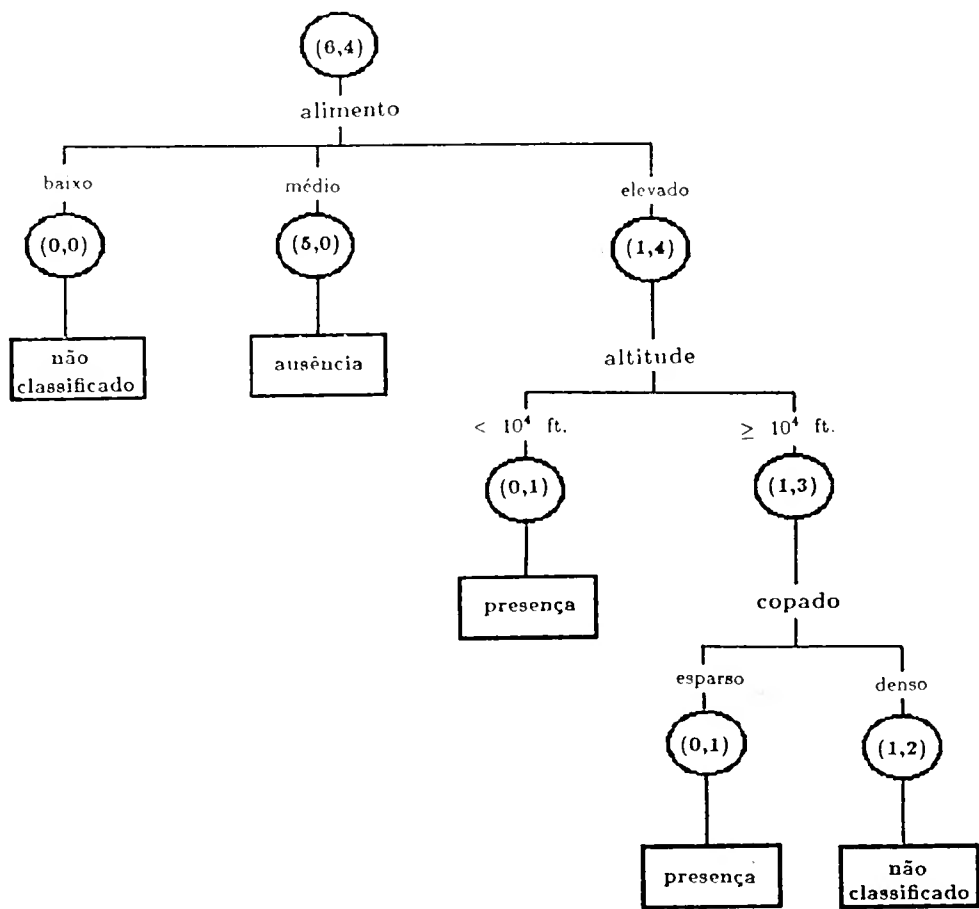 (6,4)
alimento
baixo médio elevado
(0,0) (5,0) (1,4)
não
classificado
ausência
altitude
< 10⁴ ft. ≥ 10⁴ ft.
(0,1) (1,3)
presença
copado
esparso denso
(0,1) (1,2)
presença
não
classificado